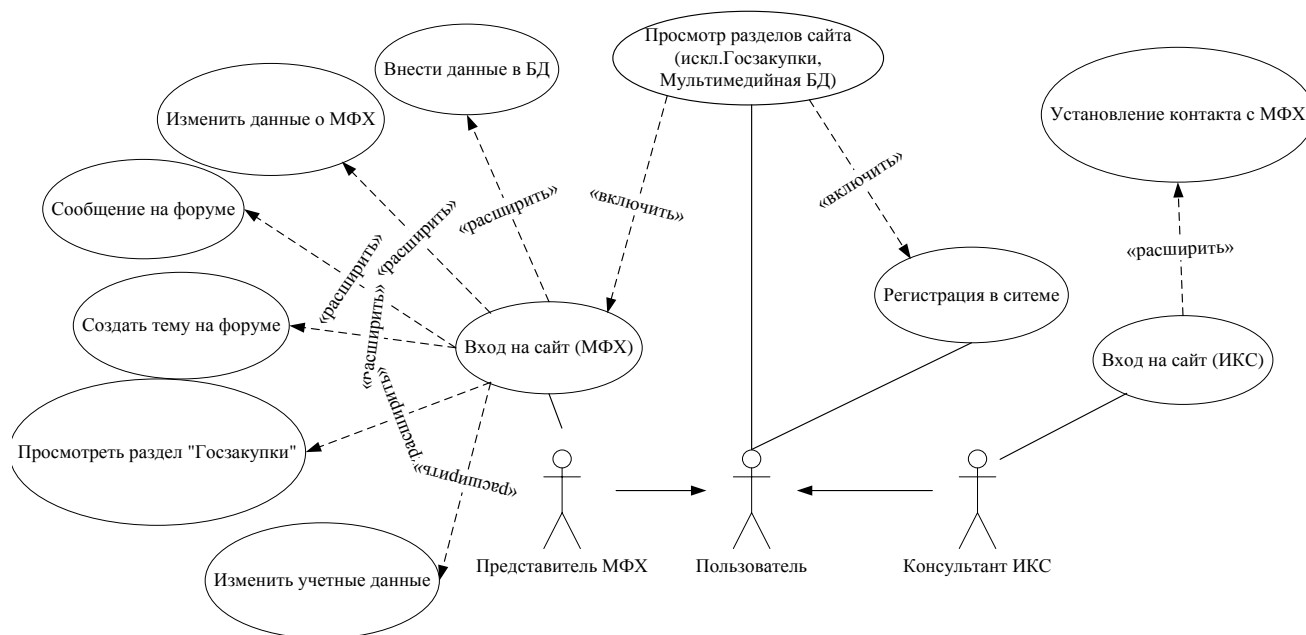 Просмотр разделов сайта
(искл.Госзакупки,
Мультимедийная БД)
Внести данные в БД
Изменить данные о МФХ
Установление контакта с МФХ
Сообщение на форуме
«расширить»
«расширить»
«расширить»
«включить»
«включить»
«расширить»
Создать тему на форуме
«расширить»
Вход на сайт (МФХ)
Регистрация в ситеме
Вход на сайт (ИКС)
Просмотреть раздел "Госзакупки"
«расширить»
«расширить»
Изменить учетные данные
Представитель МФХ
Пользователь
Консультант ИКС